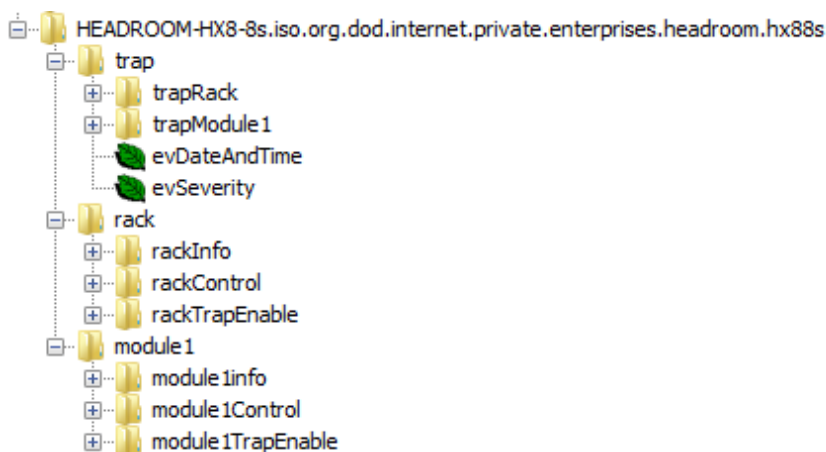 HEADROOM-HX8-8s.iso.org.dod.internet.private.enterprises.headroom.hx88s
trap
trapRack
trapModule1
evDateAndTime
evSeverity
rack
rackInfo
rackControl
rackTrapEnable
module1
module1info
module1Control
module1TrapEnable